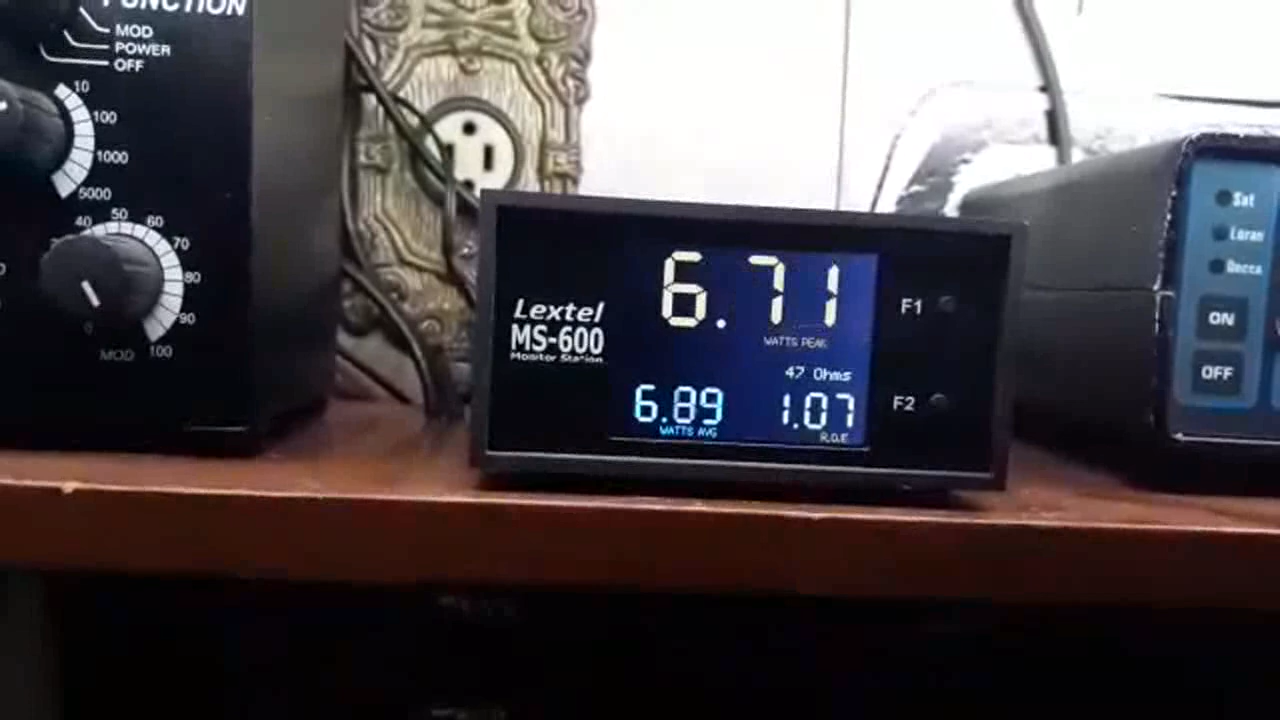 FUNCTION
MOD
POWER
OFF
10
100
1000
5000
40
50
60
70
80
90
100
0
MOD
Lextel
MS-600
Monitor Station
6.71
WATTS PEAK
47 Ohms
6.89
WATTS AVG
1.07
R.O.E
F1
F2
Sat
Loran
Decca
ON
OFF